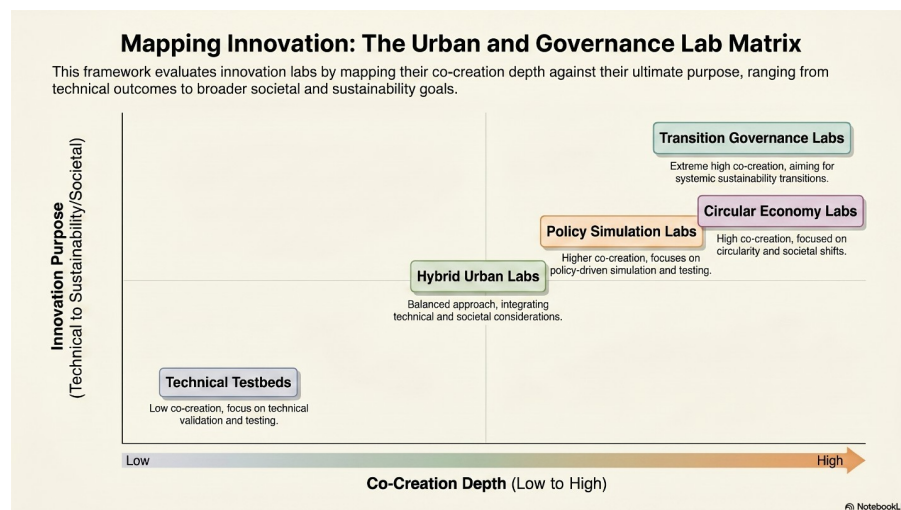 Mapping Innovation: The Urban and Governance Lab Matrix
This framework evaluates innovation labs by mapping their co-creation depth against their ultimate purpose, ranging from
technical outcomes to broader societal and sustainability goals.
Innovation Purpose
(Technical to Sustainability/Societal)
Transition Governance Labs
Extreme high co-creation, aiming for
systemic sustainability transitions.
Circular Economy Labs
High co-creation, focused on
circularity and societal shifts.
Policy Simulation Labs
Higher co-creation, focuses on
policy-driven simulation and testing.
Hybrid Urban Labs
Balanced approach, integrating
technical and societal considerations.
Technical Testbeds
Low co-creation, focus on technical
validation and testing.
Low
High
Co-Creation Depth (Low to High)
NotebookL